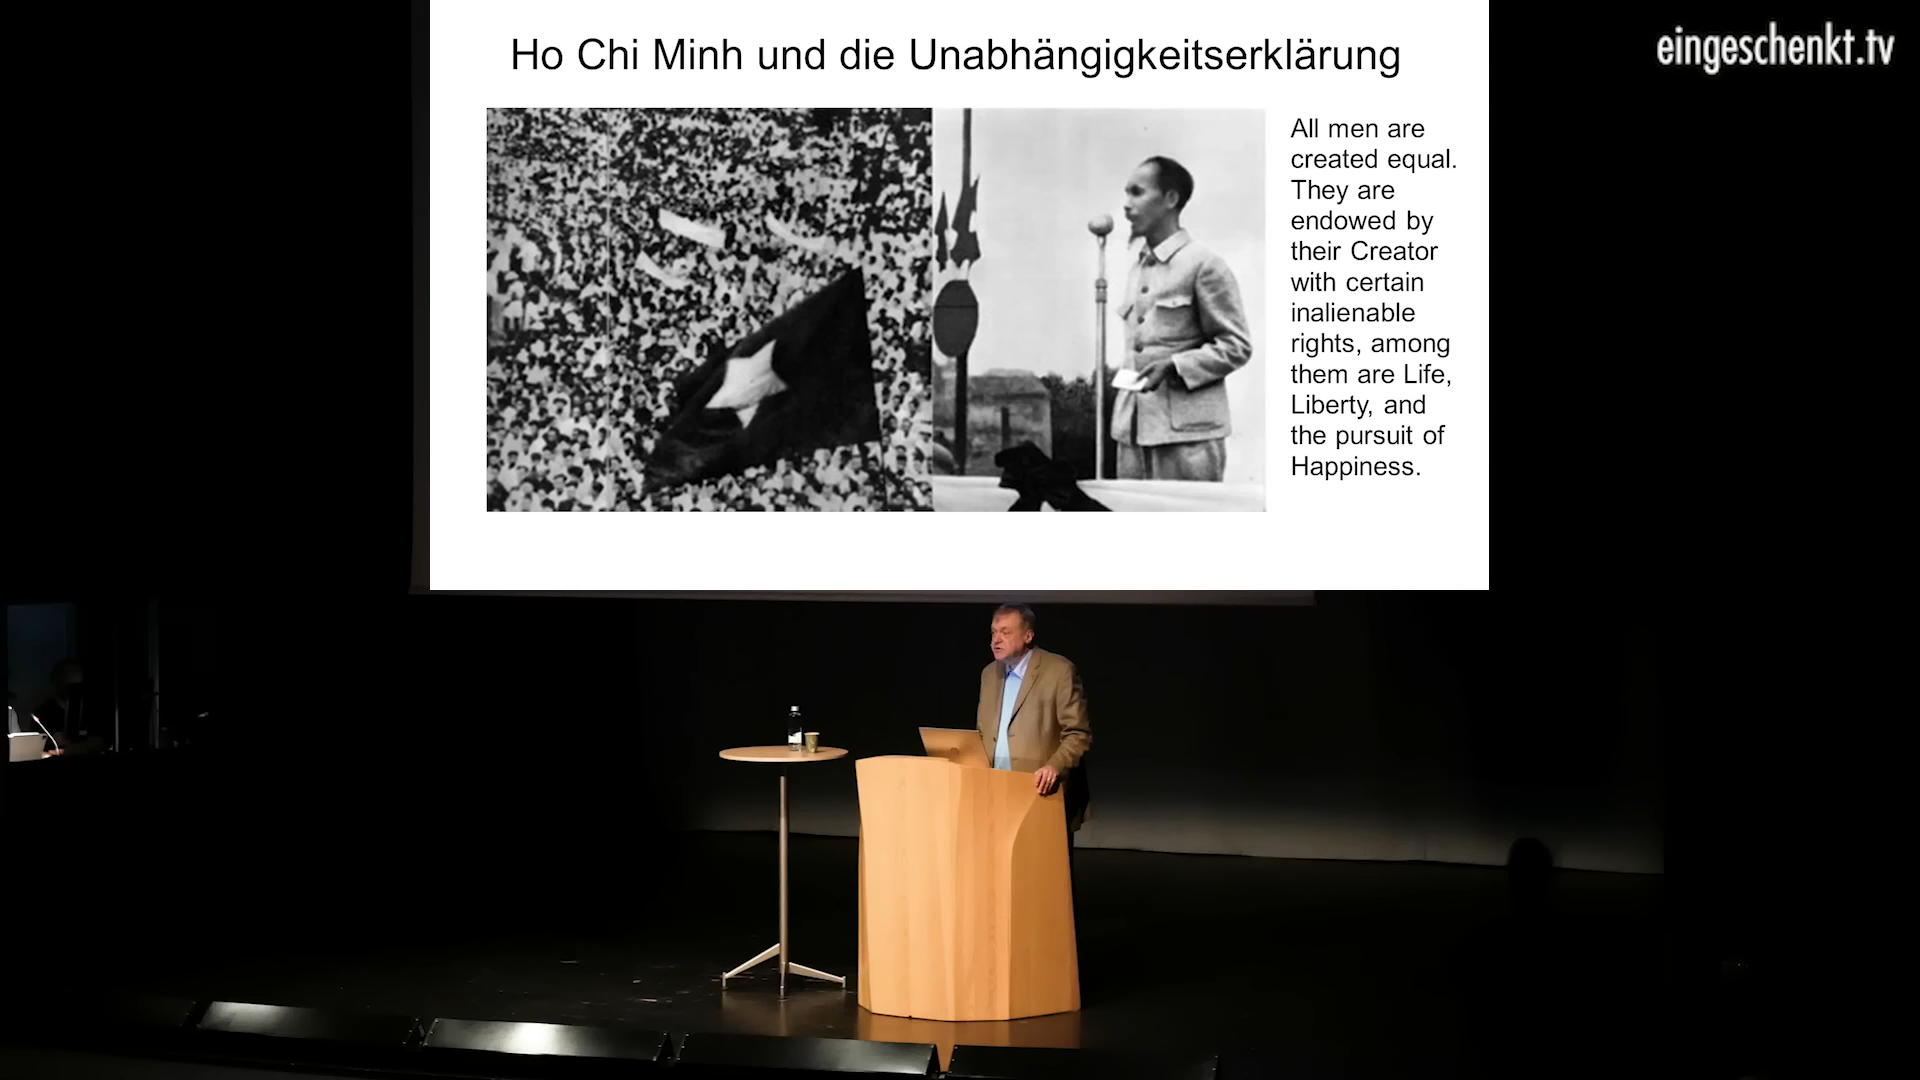 Ho Chi Minh und die Unabhängigkeitserklärung
eingeschenkt.tv
All men are
created equal.
They are
endowed by
their Creator
with certain
inalienable
rights, among
them are Life,
Liberty, and
the pursuit of
Happiness.